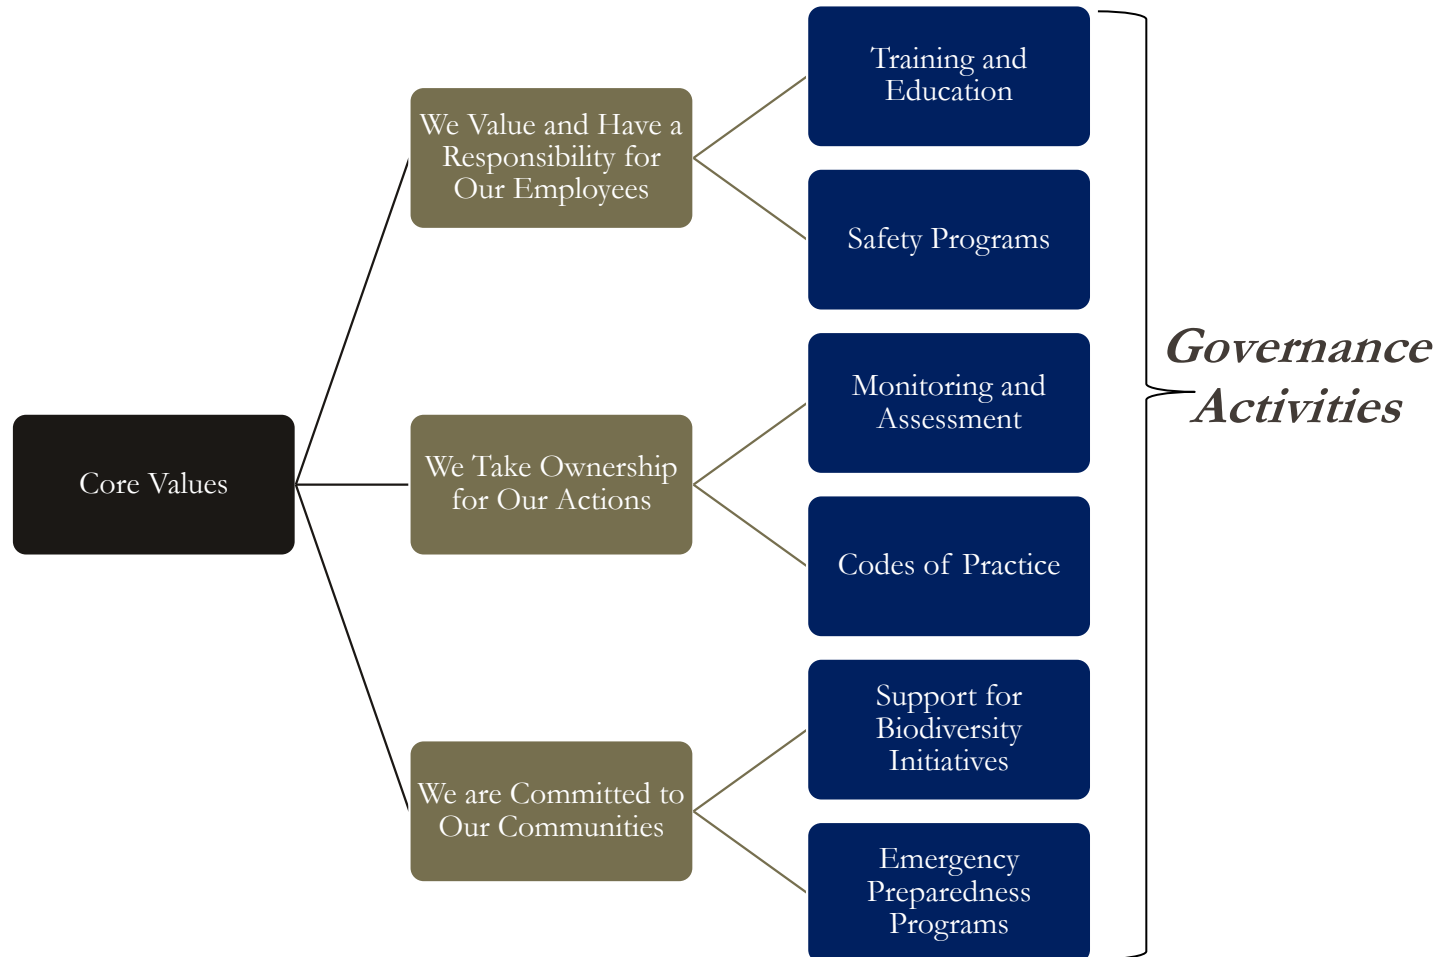 Core Values
We Value and Have a
Responsibility for
Our Employees
Training and
Education
Safety Programs
We Take Ownership
for Our Actions
Monitoring and
Assessment
Codes of Practice
We are Committed to
Our Communities
Support for
Biodiversity
Initiatives
Emergency
Preparedness
Programs
Governance
Activities